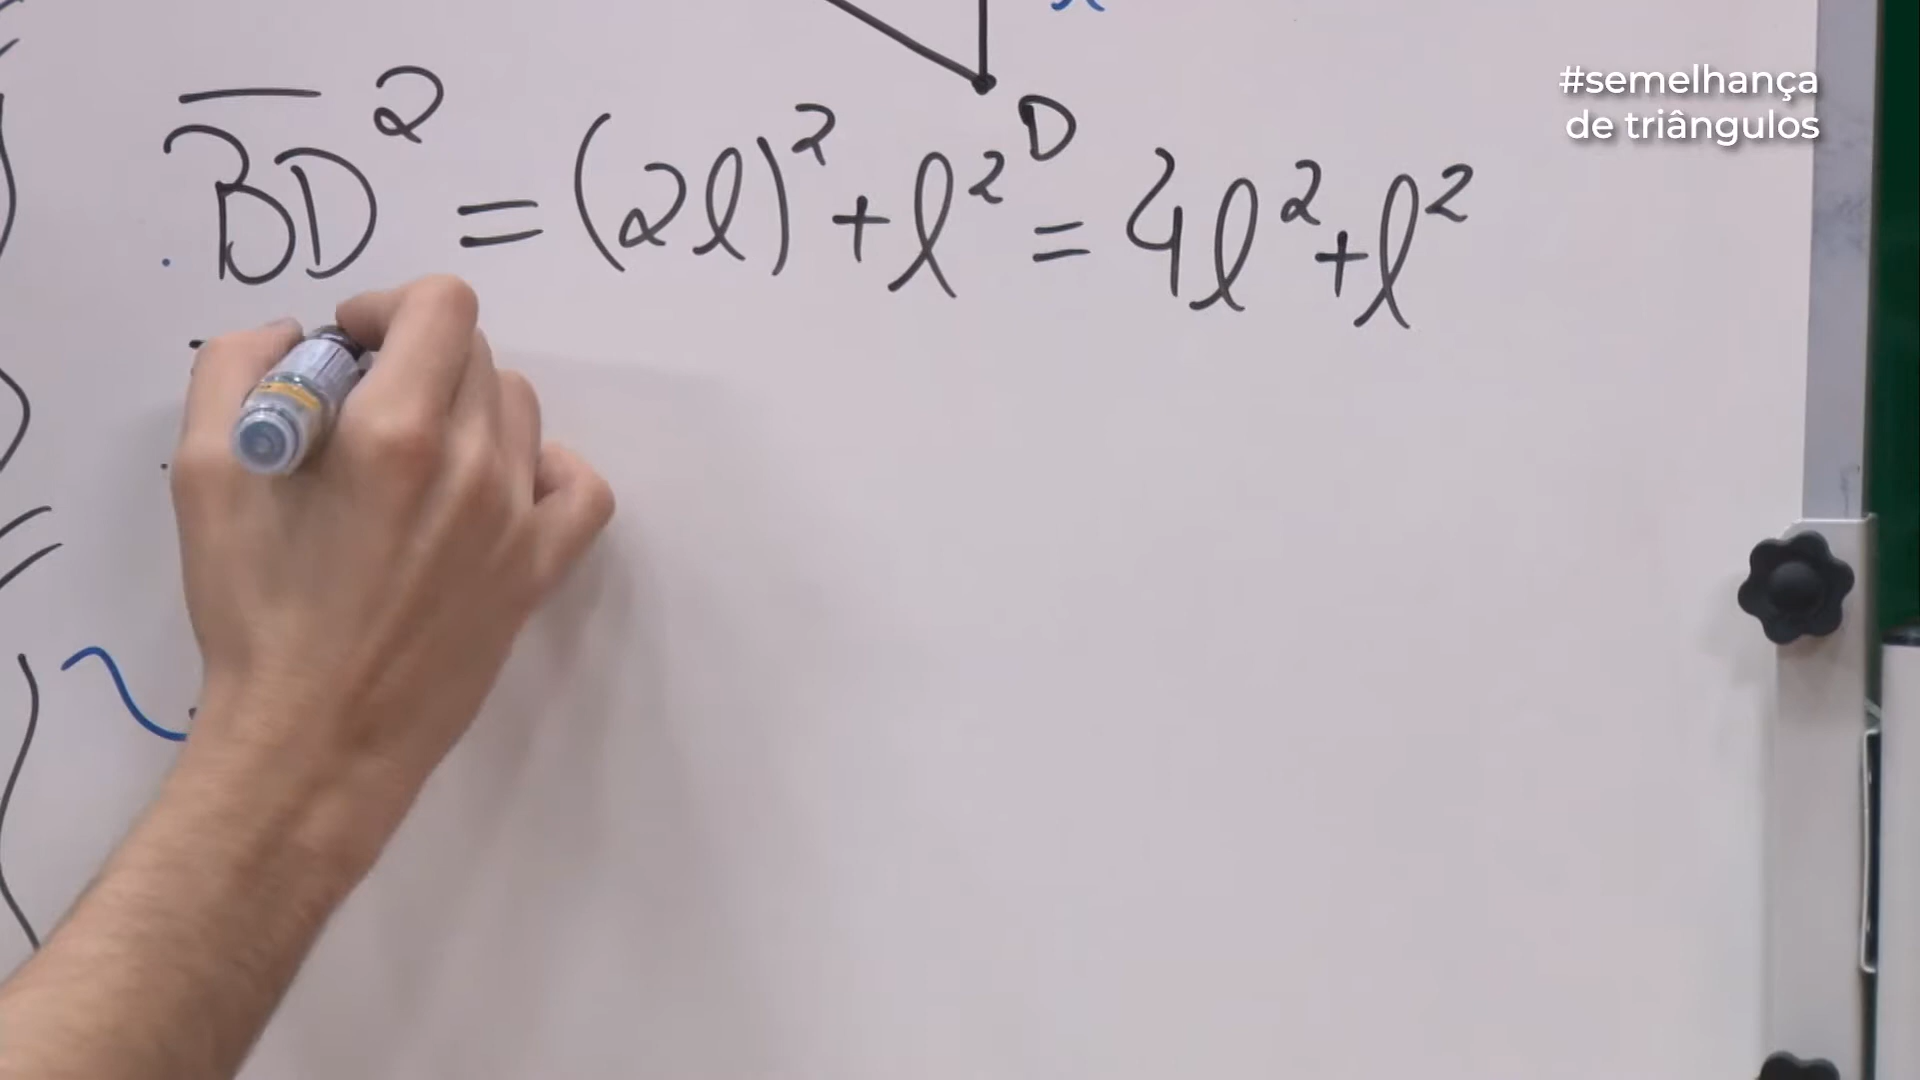 #semelhança
de triângulos
D
BD² = (2l)² + l² = 4l² + l²